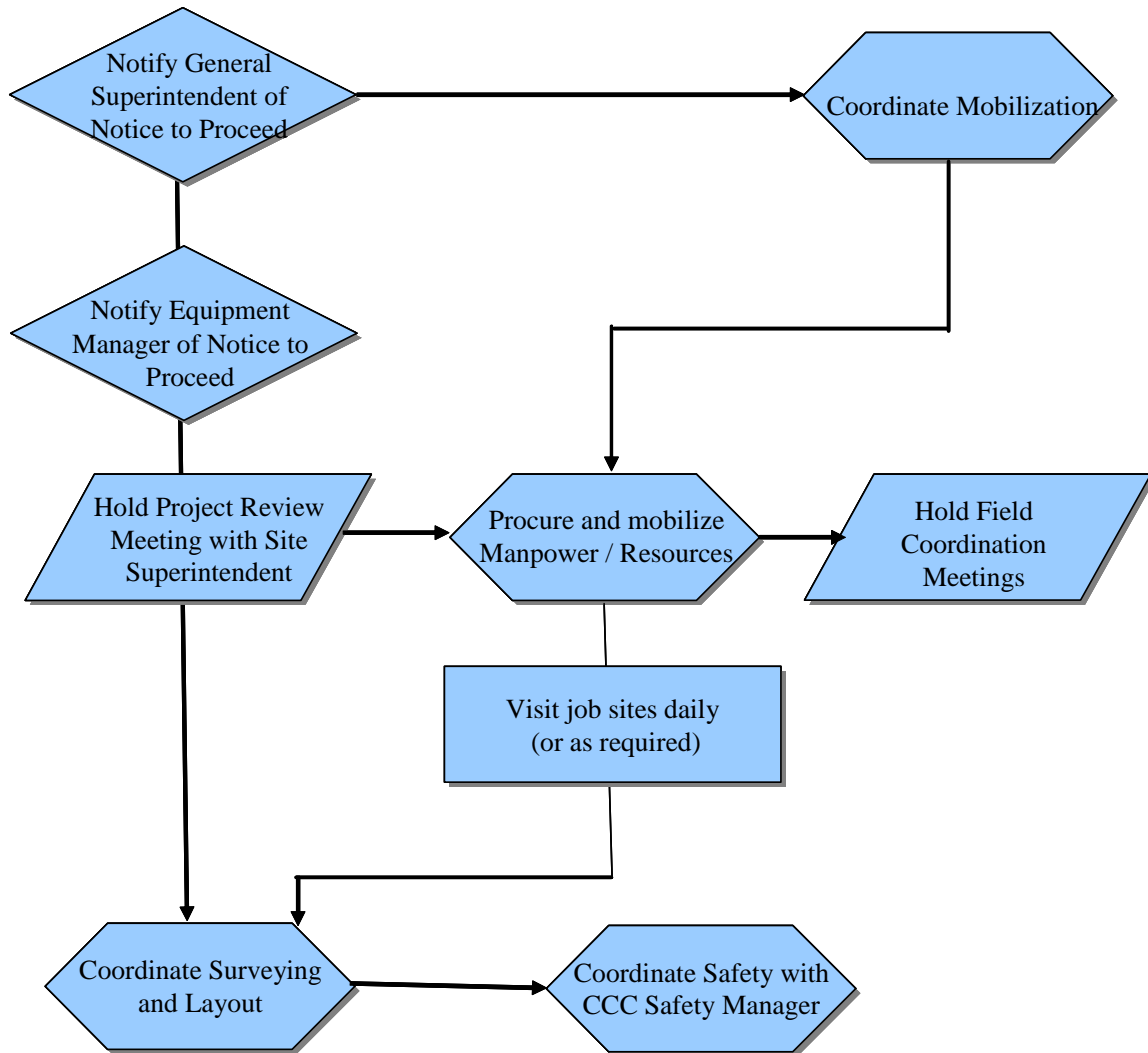 Notify General
Superintendent of
Notice to Proceed
Coordinate Mobilization
Notify Equipment
Manager of Notice to
Proceed
Hold Project Review
Meeting with Site
Superintendent
Procure and mobilize
Manpower / Resources
Hold Field
Coordination
Meetings
Visit job sites daily
(or as required)
Coordinate Surveying
and Layout
Coordinate Safety with
CCC Safety Manager